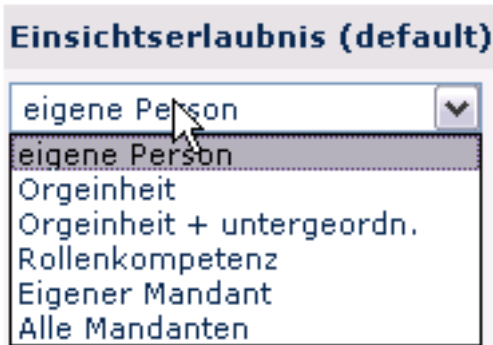 Einsichtserlaubnis (default)
eigene Person
eigene Person
Orgeinheit
Orgeinheit + untergeordn.
Rollenkompetenz
Eigener Mandant
Alle Mandanten